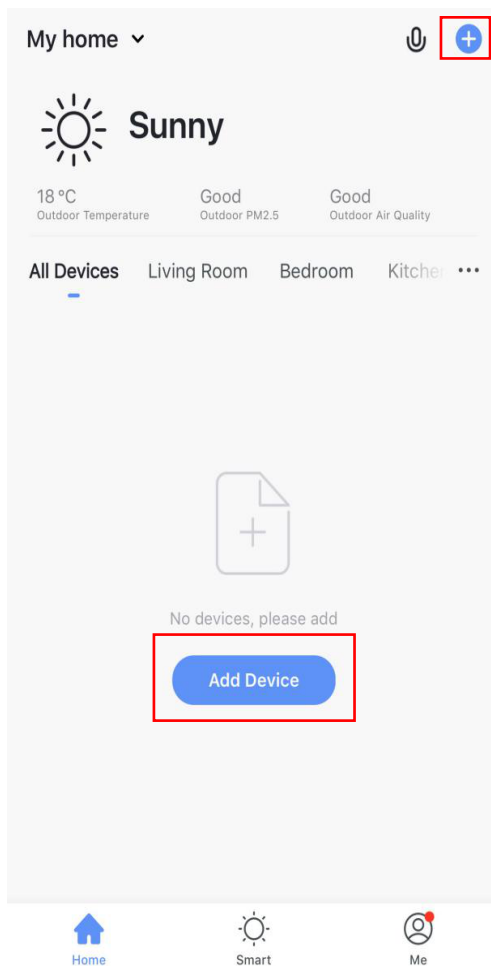 My home
Sunny
18 °C Good Good
Outdoor Temperature Outdoor PM2.5 Outdoor Air Quality
All Devices Living Room Bedroom Kitchen ···
No devices, please add
Add Device
Home Smart Me